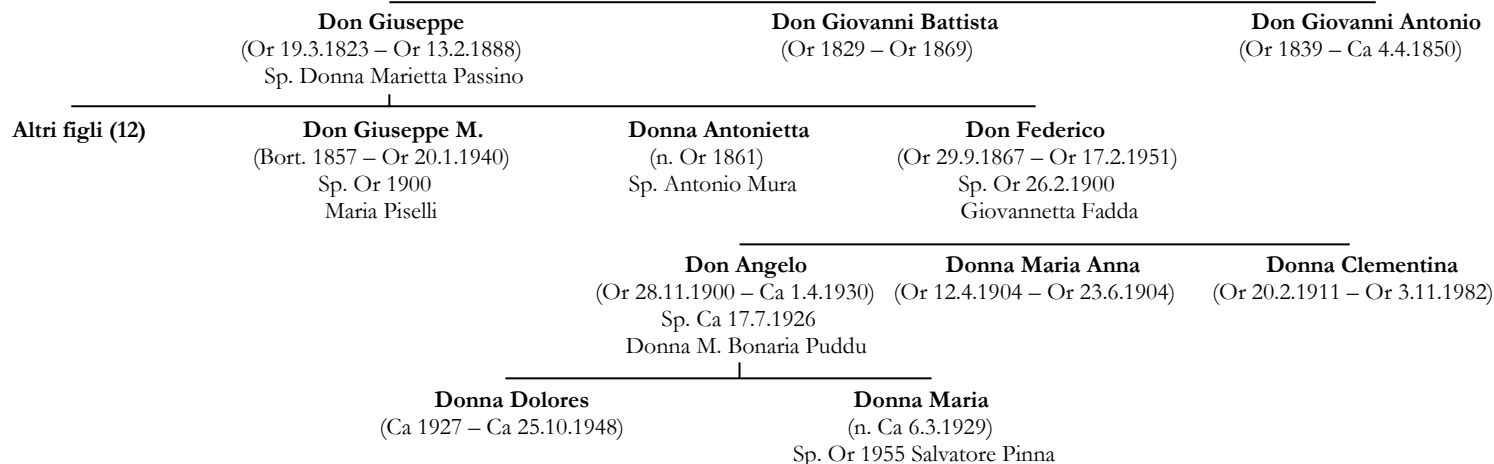 Don Giuseppe
(Or 19.3.1823 – Or 13.2.1888)
Sp. Donna Marietta Passino
Don Giovanni Battista
(Or 1829 – Or 1869)
Don Giovanni Antonio
(Or 1839 – Ca 4.4.1850)
Altri figli (12)
Don Giuseppe M.
(Bort. 1857 – Or 20.1.1940)
Sp. Or 1900
Maria Piselli
Donna Antonietta
(n. Or 1861)
Sp. Antonio Mura
Don Federico
(Or 29.9.1867 – Or 17.2.1951)
Sp. Or 26.2.1900
Giovannetta Fadda
Don Angelo
(Or 28.11.1900 – Ca 1.4.1930)
Sp. Ca 17.7.1926
Donna M. Bonaria Puddu
Donna Maria Anna
(Or 12.4.1904 – Or 23.6.1904)
Donna Clementina
(Or 20.2.1911 – Or 3.11.1982)
Donna Dolores
(Ca 1927 – Ca 25.10.1948)
Donna Maria
(n. Ca 6.3.1929)
Sp. Or 1955 Salvatore Pinna